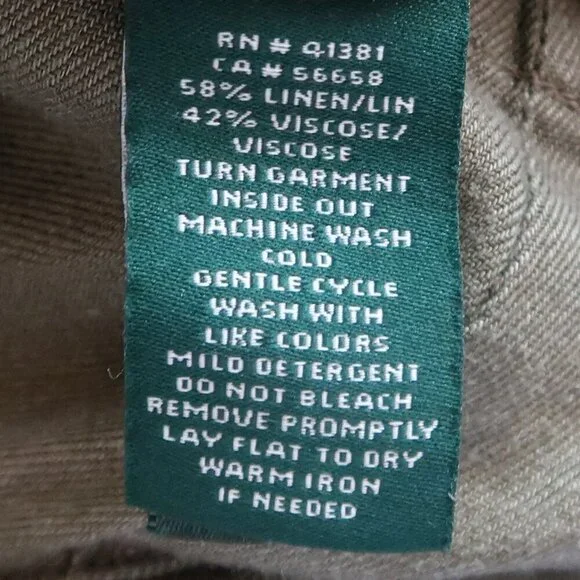 RN # 41381
CA # 56658
58% LINEN/LIN
42% VISCOSE/
VISCOSE
TURN GARMENT
INSIDE OUT
MACHINE WASH
COLD
GENTLE CYCLE
WASH WITH
LIKE COLORS
MILD DETERGENT
DO NOT BLEACH
REMOVE PROMPTLY
LAY FLAT TO DRY
WARM IRON
IF NEEDED